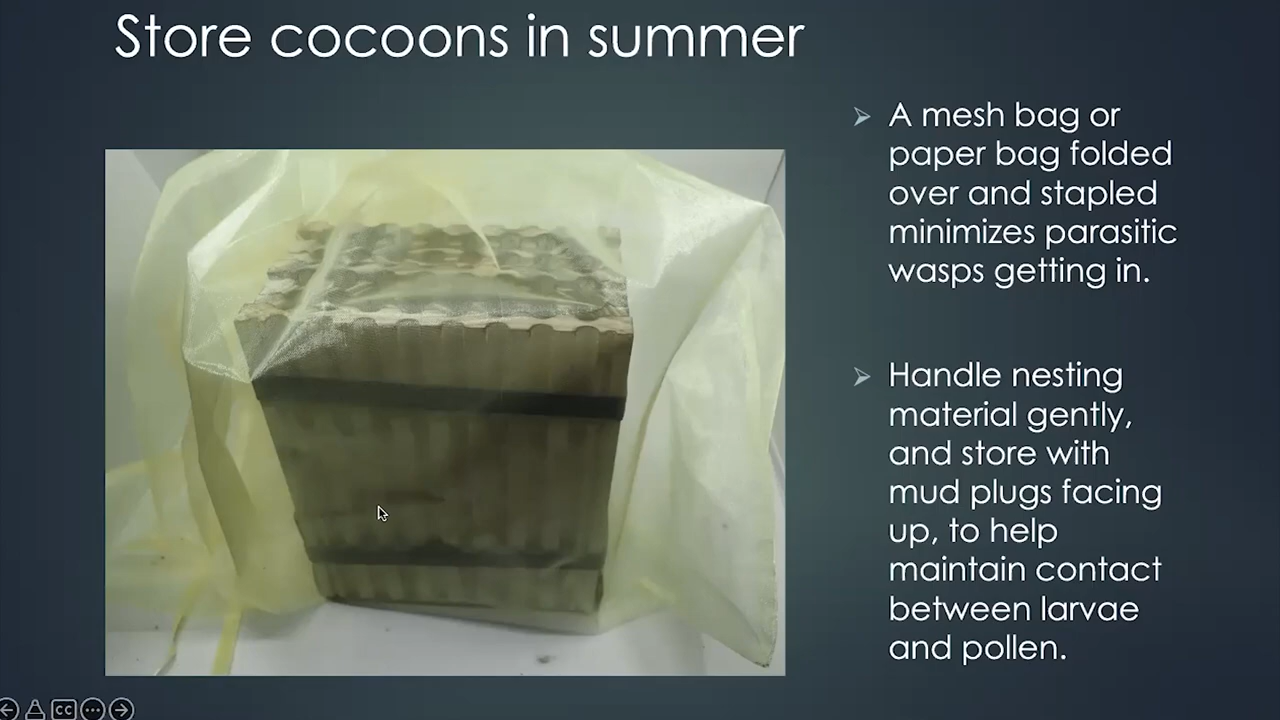 Store cocoons in summer
A mesh bag or
paper bag folded
over and stapled
minimizes parasitic
wasps getting in.
Handle nesting
material gently,
and store with
mud plugs facing
up, to help
maintain contact
between larvae
and pollen.
CC